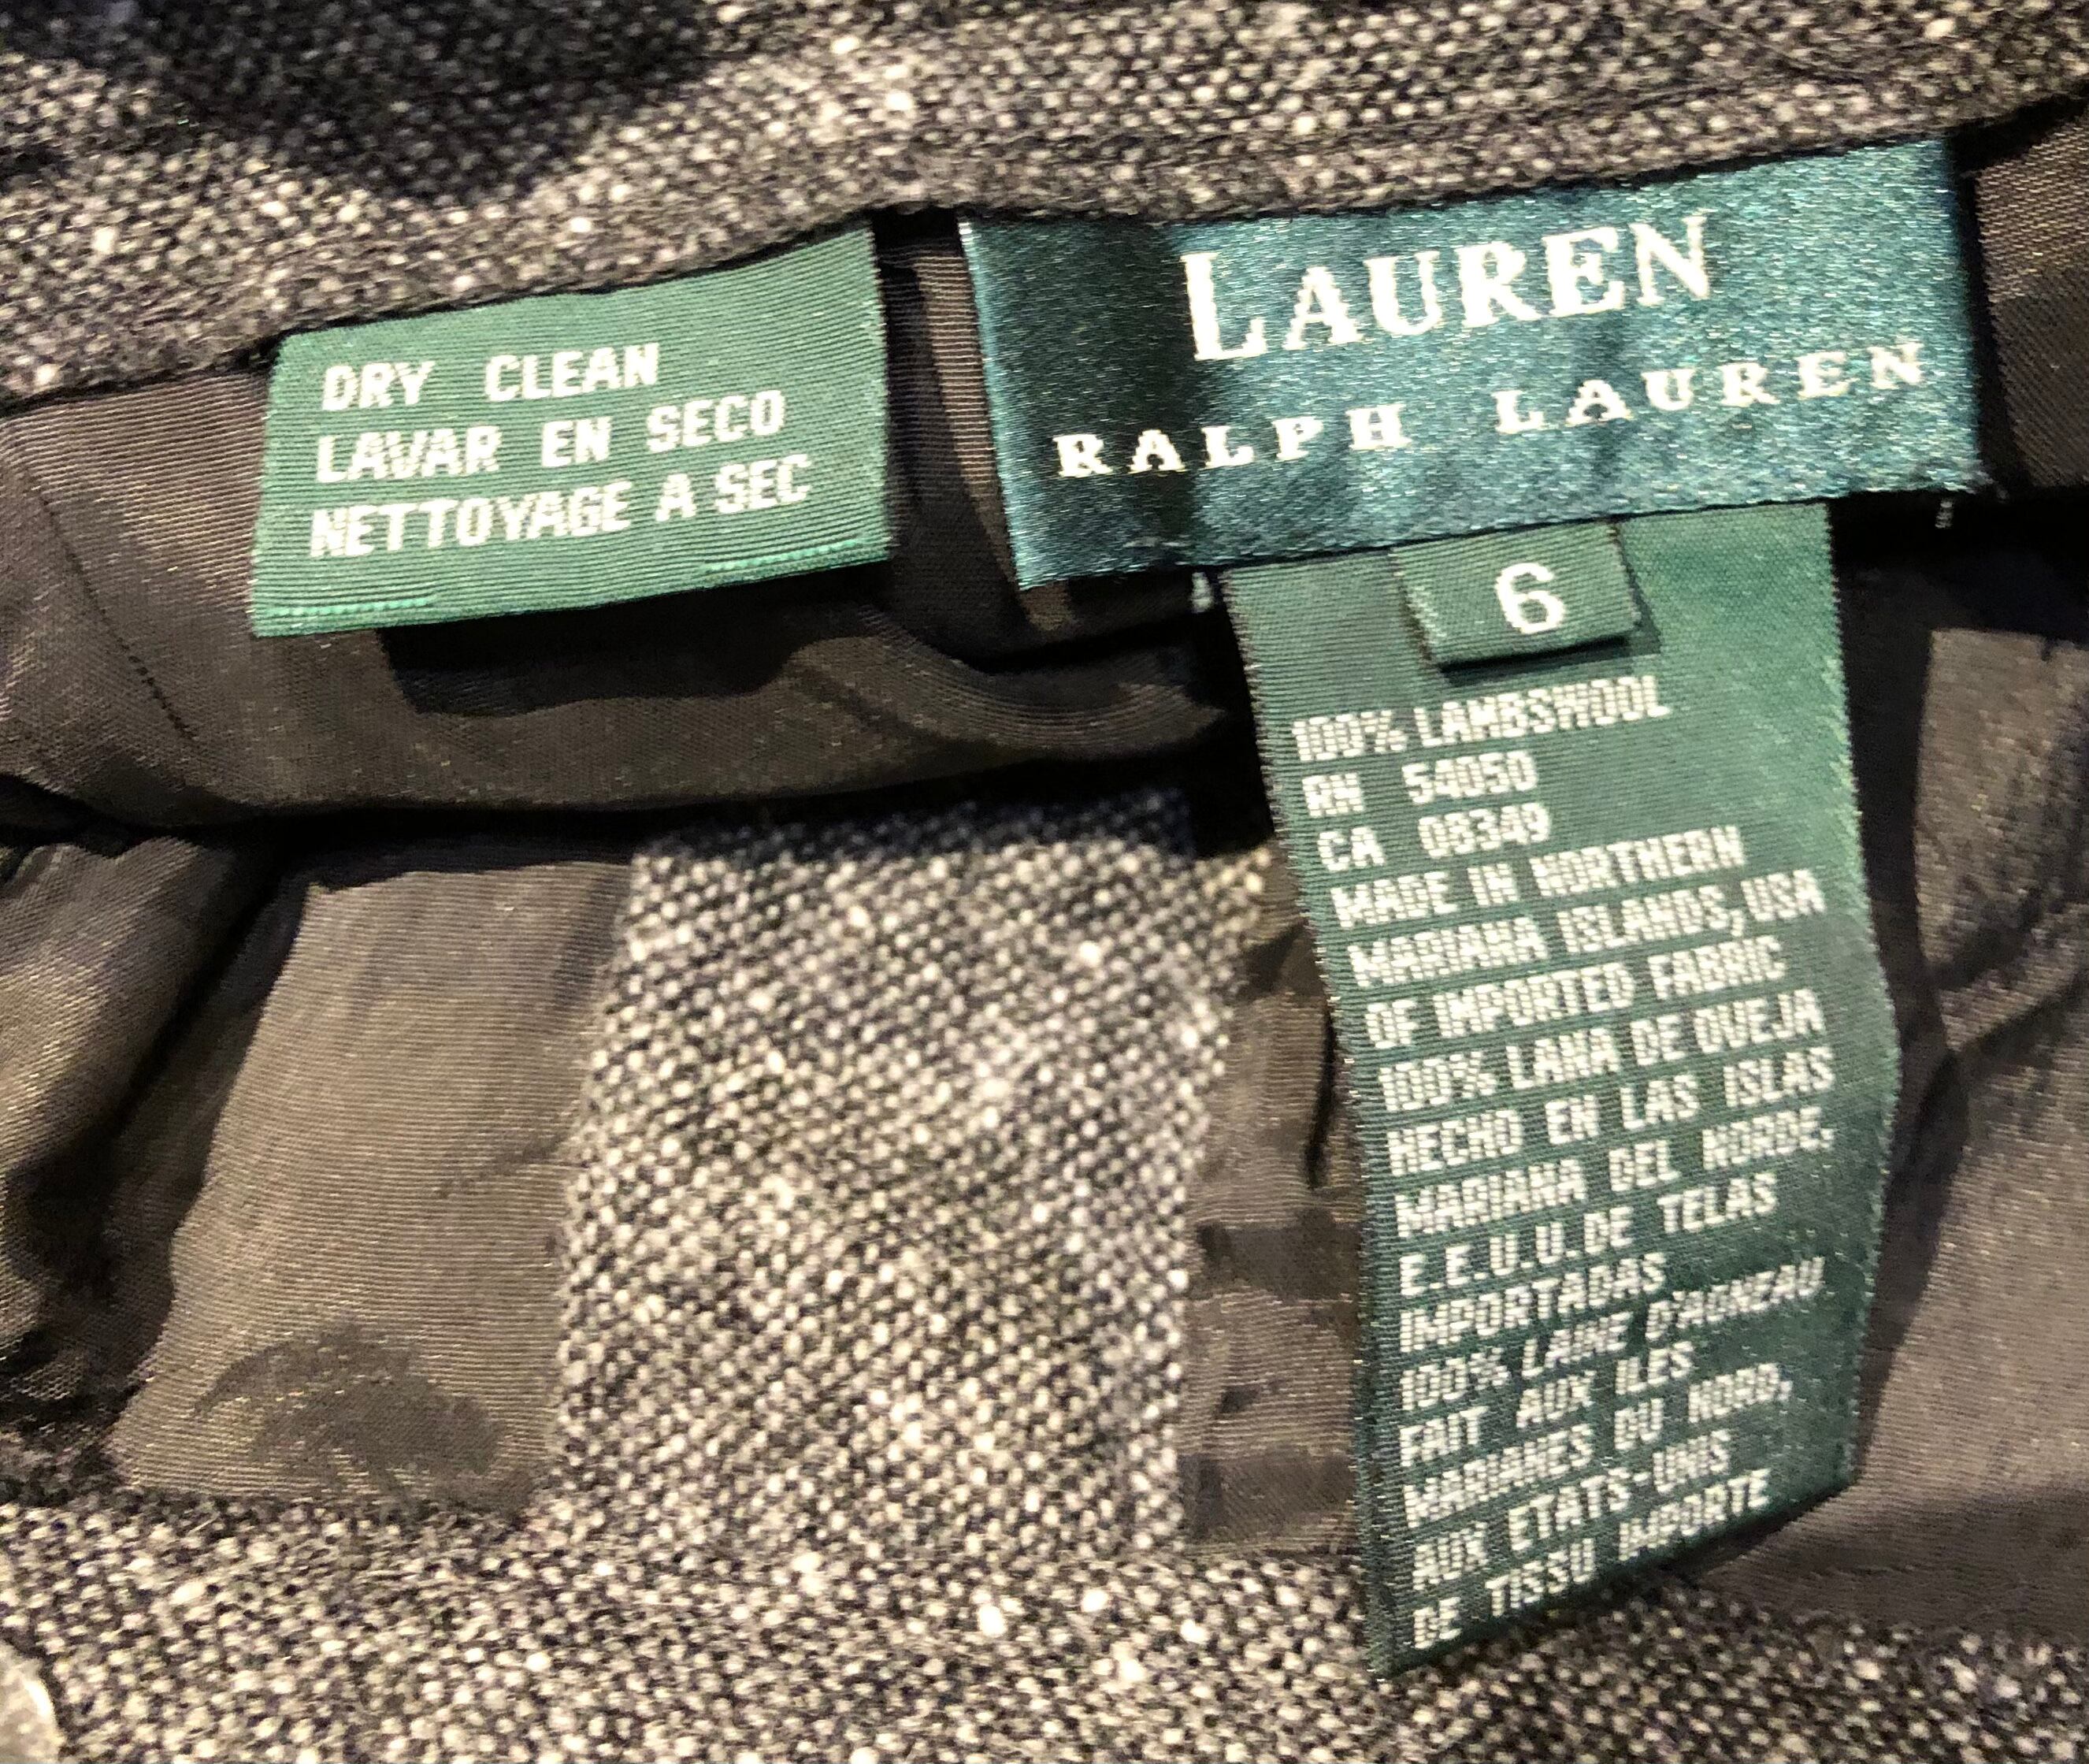 DRY CLEAN
LAVAR EN SECO
NETTOYAGE A SEC
LAUREN
RALPH LAUREN
6
100% LAMBSWOOL
RN 54050
CA 08349
MADE IN NORTHERN
MARIANA ISLANDS, USA
OF IMPORTED FABRIC
100% LANA DE OVEJA
HECHO EN LAS ISLAS
MARIANA DEL NORDE,
E.E.U.U.DE TELAS
IMPORTADAS
100% LAINE D'AGNEAU
FAIT AUX ILES
MARIANES DU NORD,
AUX ETATS-UNIS
DE TISSU IMPORTE